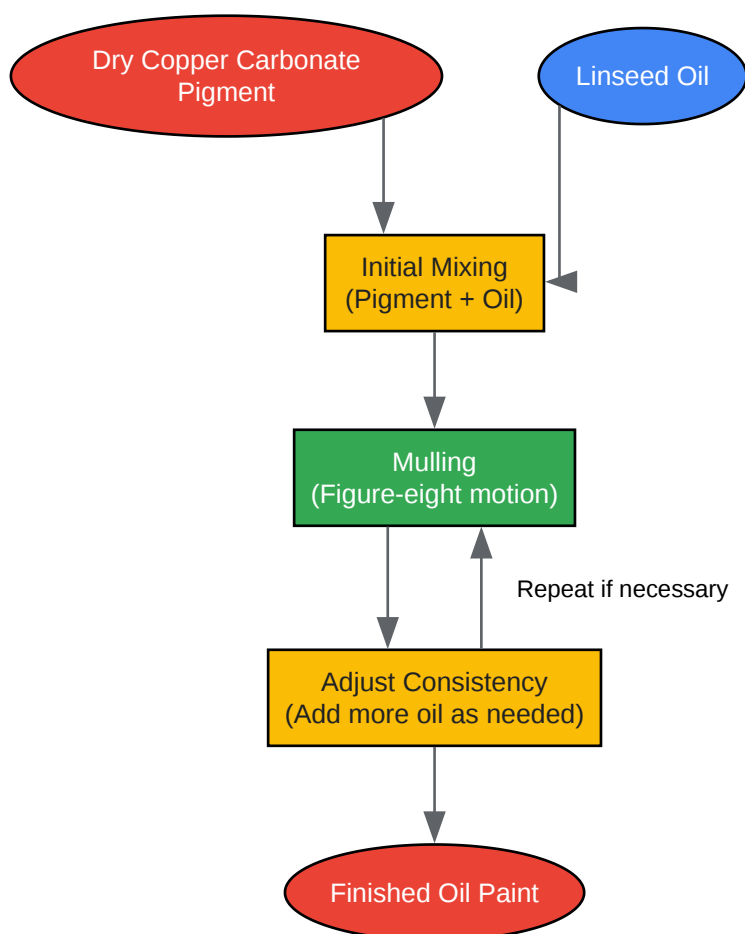 Dry Copper Carbonate
Pigment
Linseed Oil
Initial Mixing
(Pigment + Oil)
Mulling
(Figure-eight motion)
Repeat if necessary
Adjust Consistency
(Add more oil as needed)
Finished Oil Paint